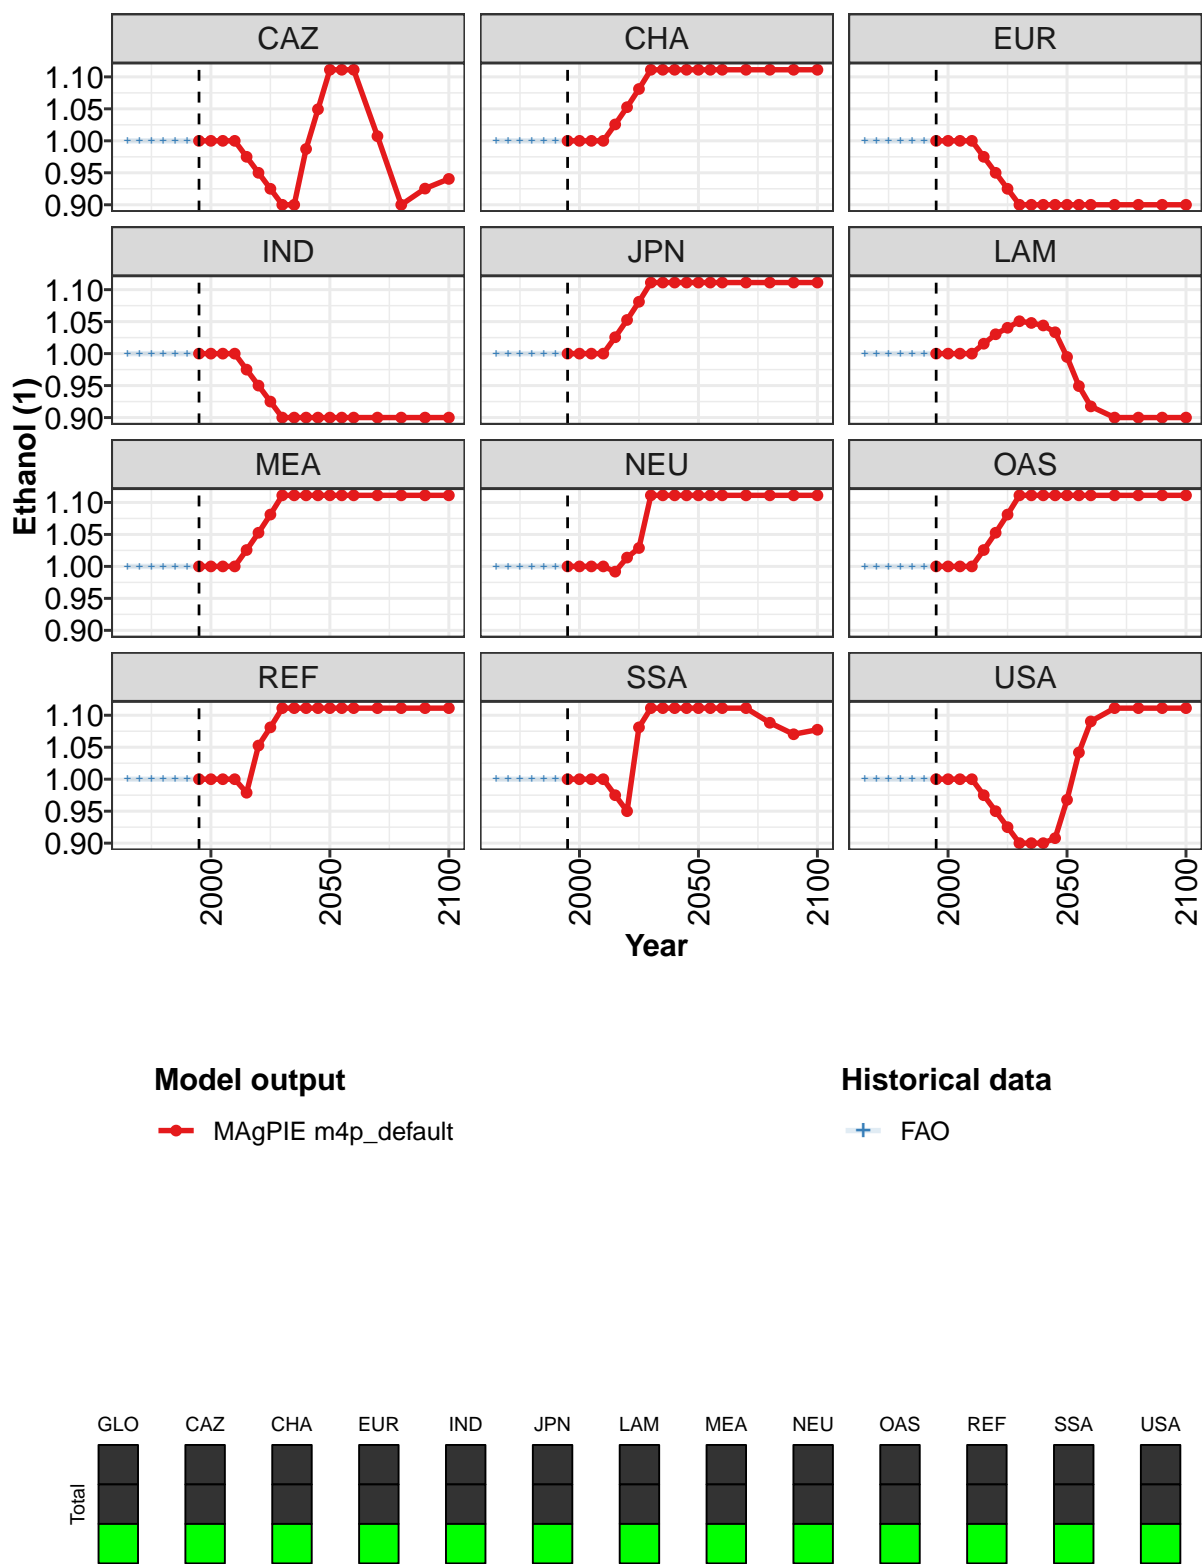 CAZ CHA EUR
1.10
1.05
1.00
0.95
0.90
IND JPN LAM
1.10
1.05
1.00
0.95
0.90
Ethanol (1)
MEA NEU OAS
1.10
1.05
1.00
0.95
0.90
REF SSA USA
1.10
1.05
1.00
0.95
0.90
2000 2050 2100 2000 2050 2100 2000 2050 2100
Year
Model output Historical data
MAgPIE m4p_default FAO
GLO CAZ CHA EUR IND JPN LAM MEA NEU OAS REF SSA USA
Total